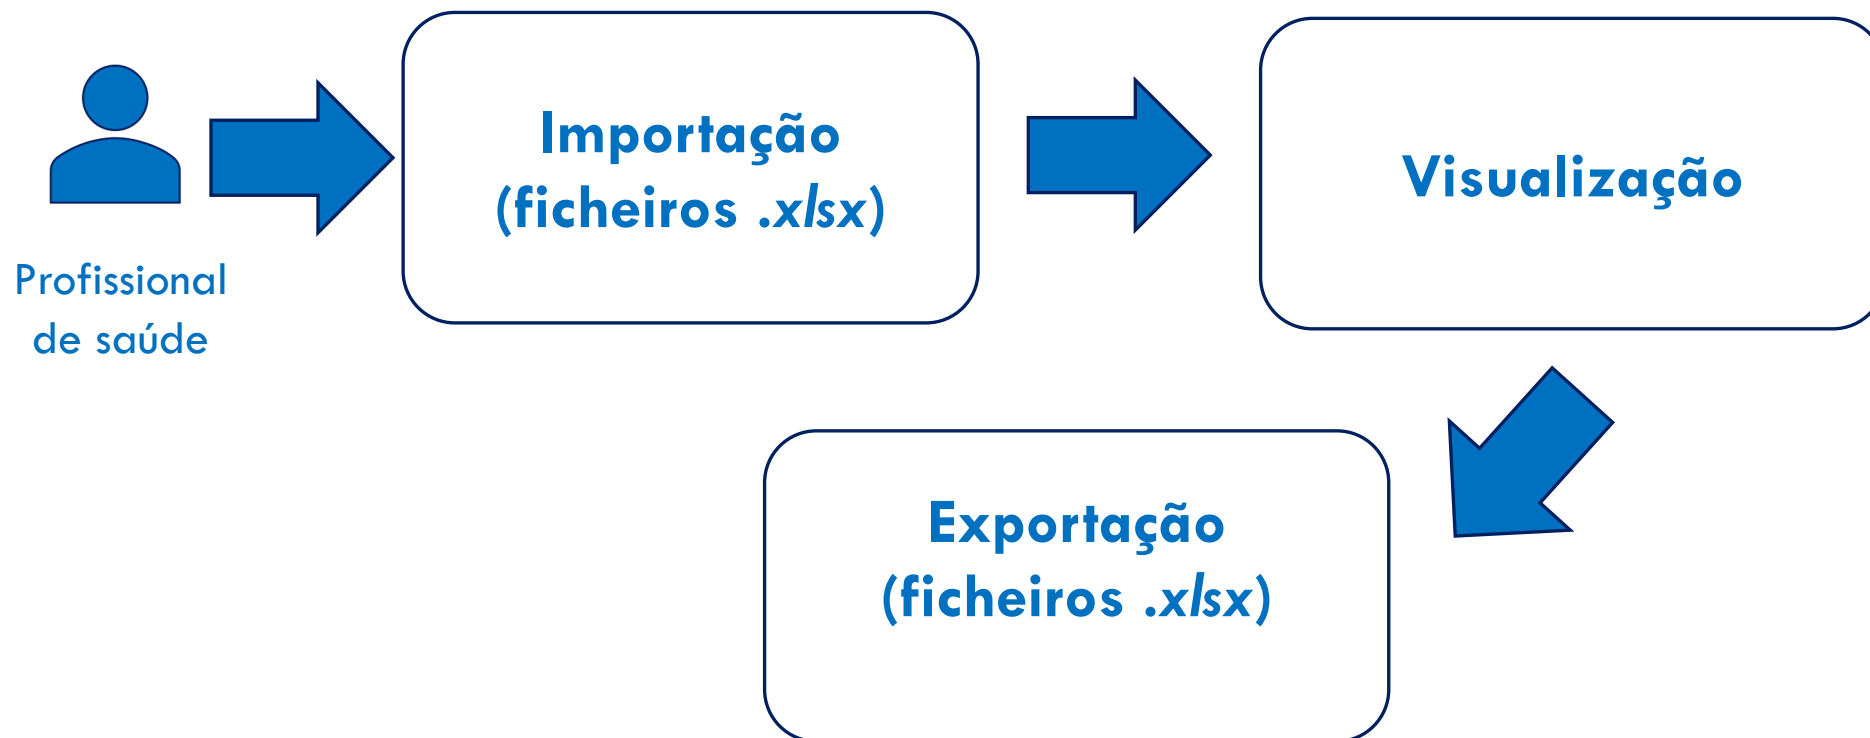 Profissional
de saúde
Importação
(ficheiros .xlsx)
Visualização
Exportação
(ficheiros .xlsx)